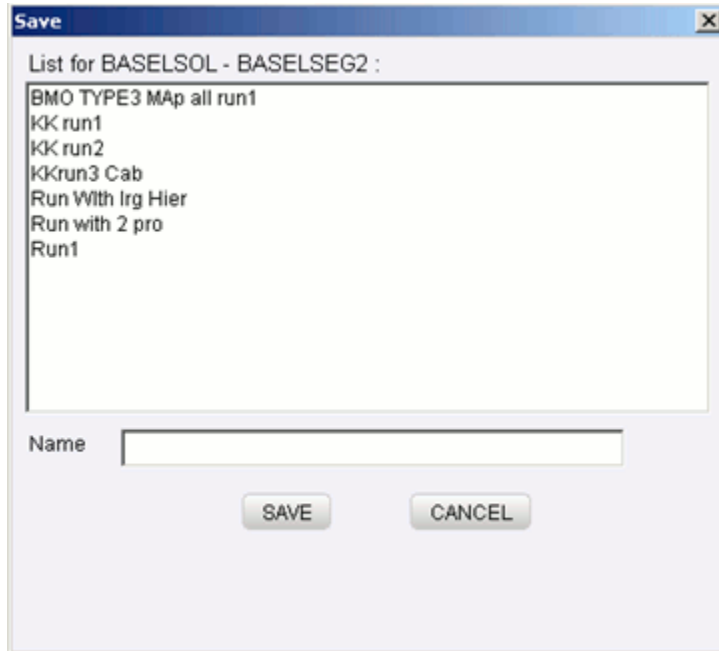 Save
List for BASELSOL - BASELSEG2 :
BMO TYPE3 MAp all run1
KK run1
KK run2
KKrun3 Cab
Run WIth lrg Hier
Run with 2 pro
Run1
Name
SAVE
CANCEL